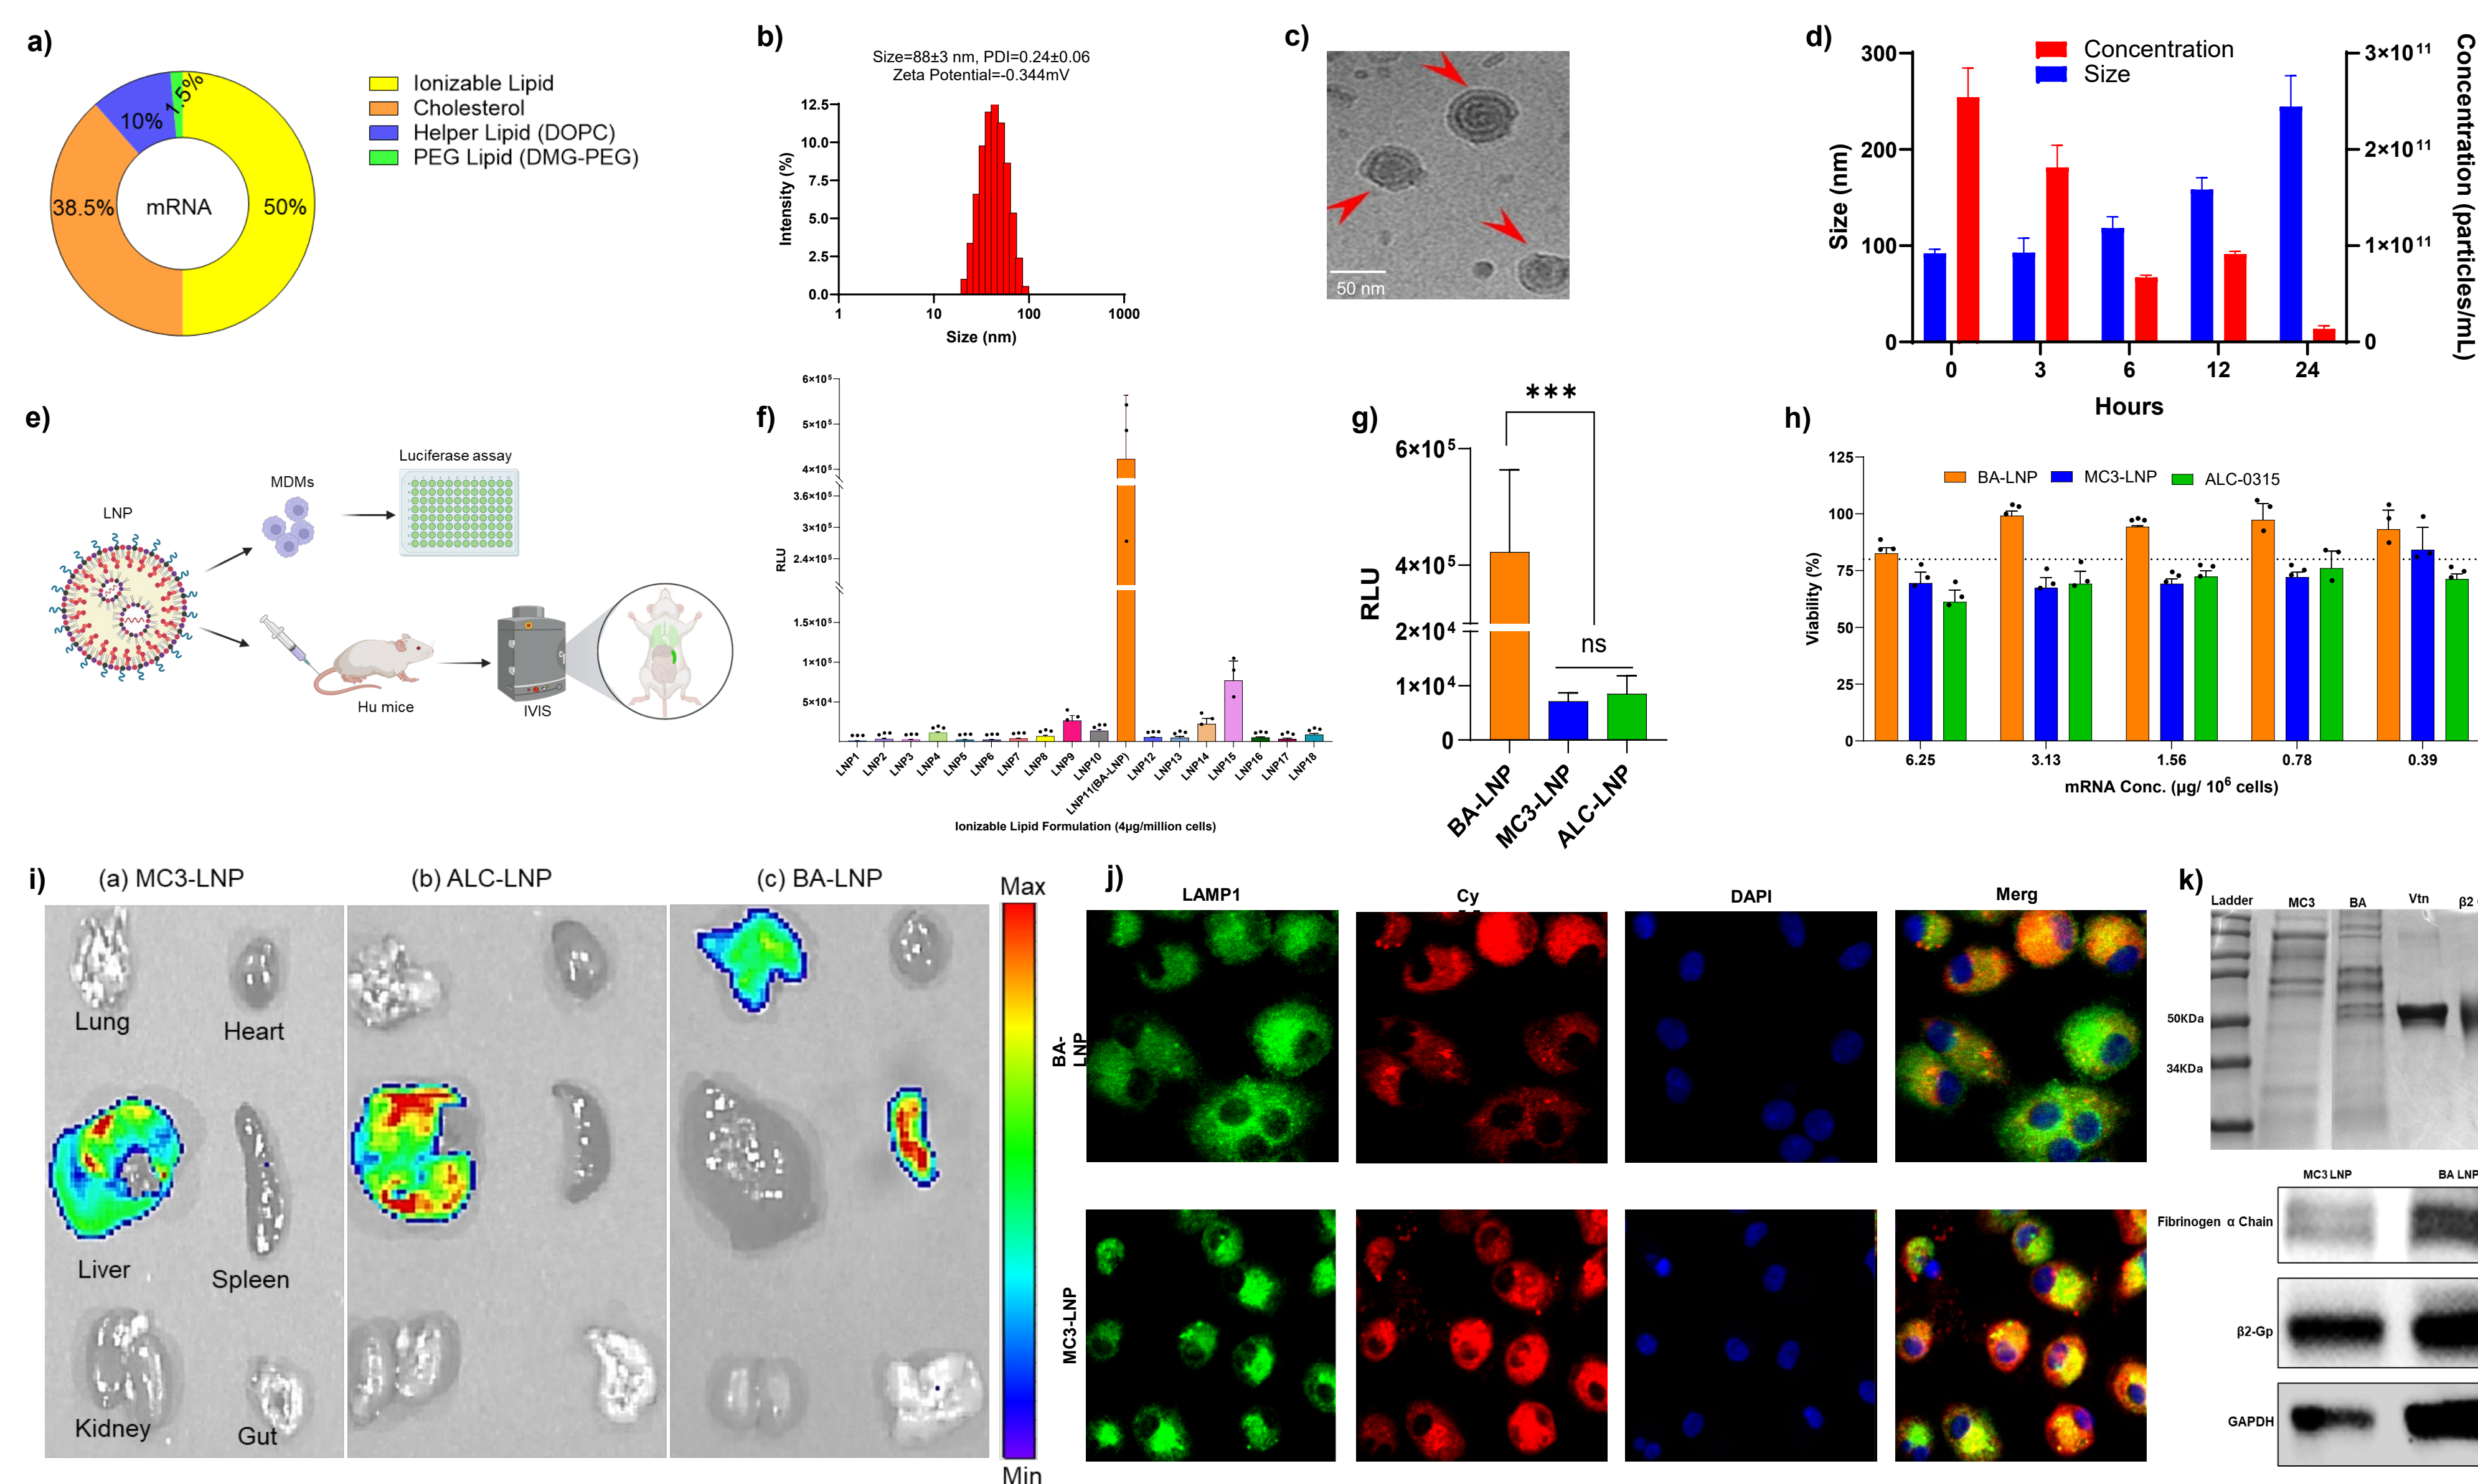 a)
1.5%
10%
38.5%
mRNA
50%
Ionizable Lipid
Cholesterol
Helper Lipid (DOPC)
PEG Lipid (DMG-PEG)
b)
Size=88±3 nm, PDI=0.24±0.06
Zeta Potential=-0.344mV
Intensity (%)
12.5
10.0
7.5
5.0
2.5
0.0
1
10
100
1000
Size (nm)
c)
50 nm
d)
Concentration
Size
Size (nm)
300
200
100
0
3×10¹¹
2×10¹¹
1×10¹¹
0
Concentration (particles/mL)
0
3
6
12
24
Hours
e)
LNP
MDMs
Luciferase assay
Hu mice
IVIS
f)
RLU
6×10⁵
5×10⁵
4×10⁵
3.6×10⁵
3×10⁵
2.4×10⁵
1.5×10⁵
1×10⁵
5×10⁴
LNP1
LNP2
LNP3
LNP4
LNP5
LNP6
LNP7
LNP8
LNP9
LNP10
LNP11(BA-LNP)
LNP12
LNP13
LNP14
LNP15
LNP16
LNP17
LNP18
Ionizable Lipid Formulation (4µg/million cells)
g)
***
ns
RLU
6×10⁵
4×10⁵
2×10⁴
1×10⁴
0
BA-LNP
MC3-LNP
ALC-LNP
h)
BA-LNP
MC3-LNP
ALC-0315
Viability (%)
125
100
75
50
25
0
6.25
3.13
1.56
0.78
0.39
mRNA Conc. (µg/ 10⁶ cells)
i)
(a) MC3-LNP
(b) ALC-LNP
(c) BA-LNP
Max
Min
Lung
Heart
Liver
Spleen
Kidney
Gut
j)
LAMP1
Cy
DAPI
Merg
BA-
LNP
MC3-LNP
k)
Ladder
MC3
BA
Vtn
β2
50KDa
34KDa
MC3 LNP
BA LNP
Fibrinogen α Chain
β2-Gp
GAPDH